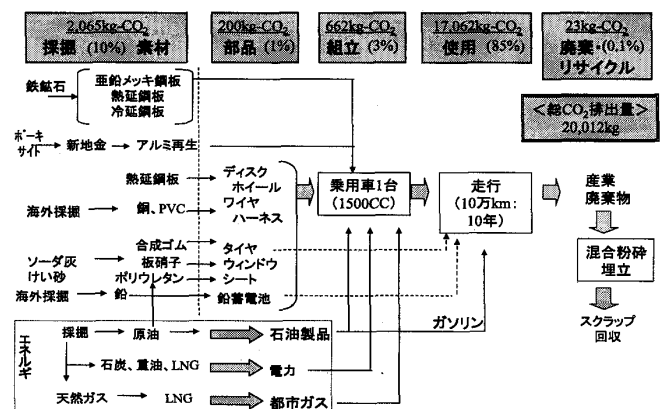 2,065kg-CO2
採掘 (10%) 素材
200kg-CO2
部品 (1%)
662kg-CO2
組立 (3%)
17,062kg-CO2
使用 (85%)
23kg-CO2
廃棄・(0,1%)
リサイクル
<総CO2排出量>
20,012kg
鉄鉱石
亜鉛メッキ鋼板
熱延鋼板
冷延鋼板
ボーキ
サイト
新地金
アルミ再生
熱延鋼板
ディスク
ホイール
海外採掘
銅、PVC
ワイヤ
ハーネス
合成ゴム
タイヤ
ソーダ灰
けい砂
板硝子
ウィンドウ
ポリウレタン
シート
海外採掘
鉛
鉛蓄電池
乗用車1台
(1500CC)
走行
(10万km:
10年)
産業
廃棄物
混合粉砕
埋立
スクラップ
回収
エネルギ
採掘
原油
石油製品
ガソリン
石炭、重油、LNG
電力
天然ガス
LNG
都市ガス